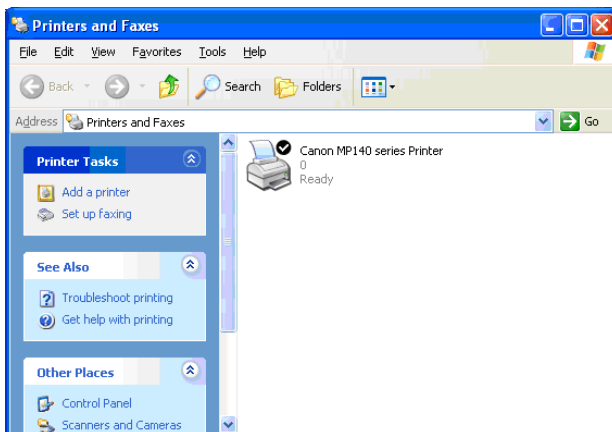 Printers and Faxes
File Edit View Favorites Tools Help
Back Search Folders
Address Printers and Faxes Go
Printer Tasks
Add a printer
Set up faxing
See Also
Troubleshoot printing
Get help with printing
Other Places
Control Panel
Scanners and Cameras
Canon MP140 series Printer
0
Ready